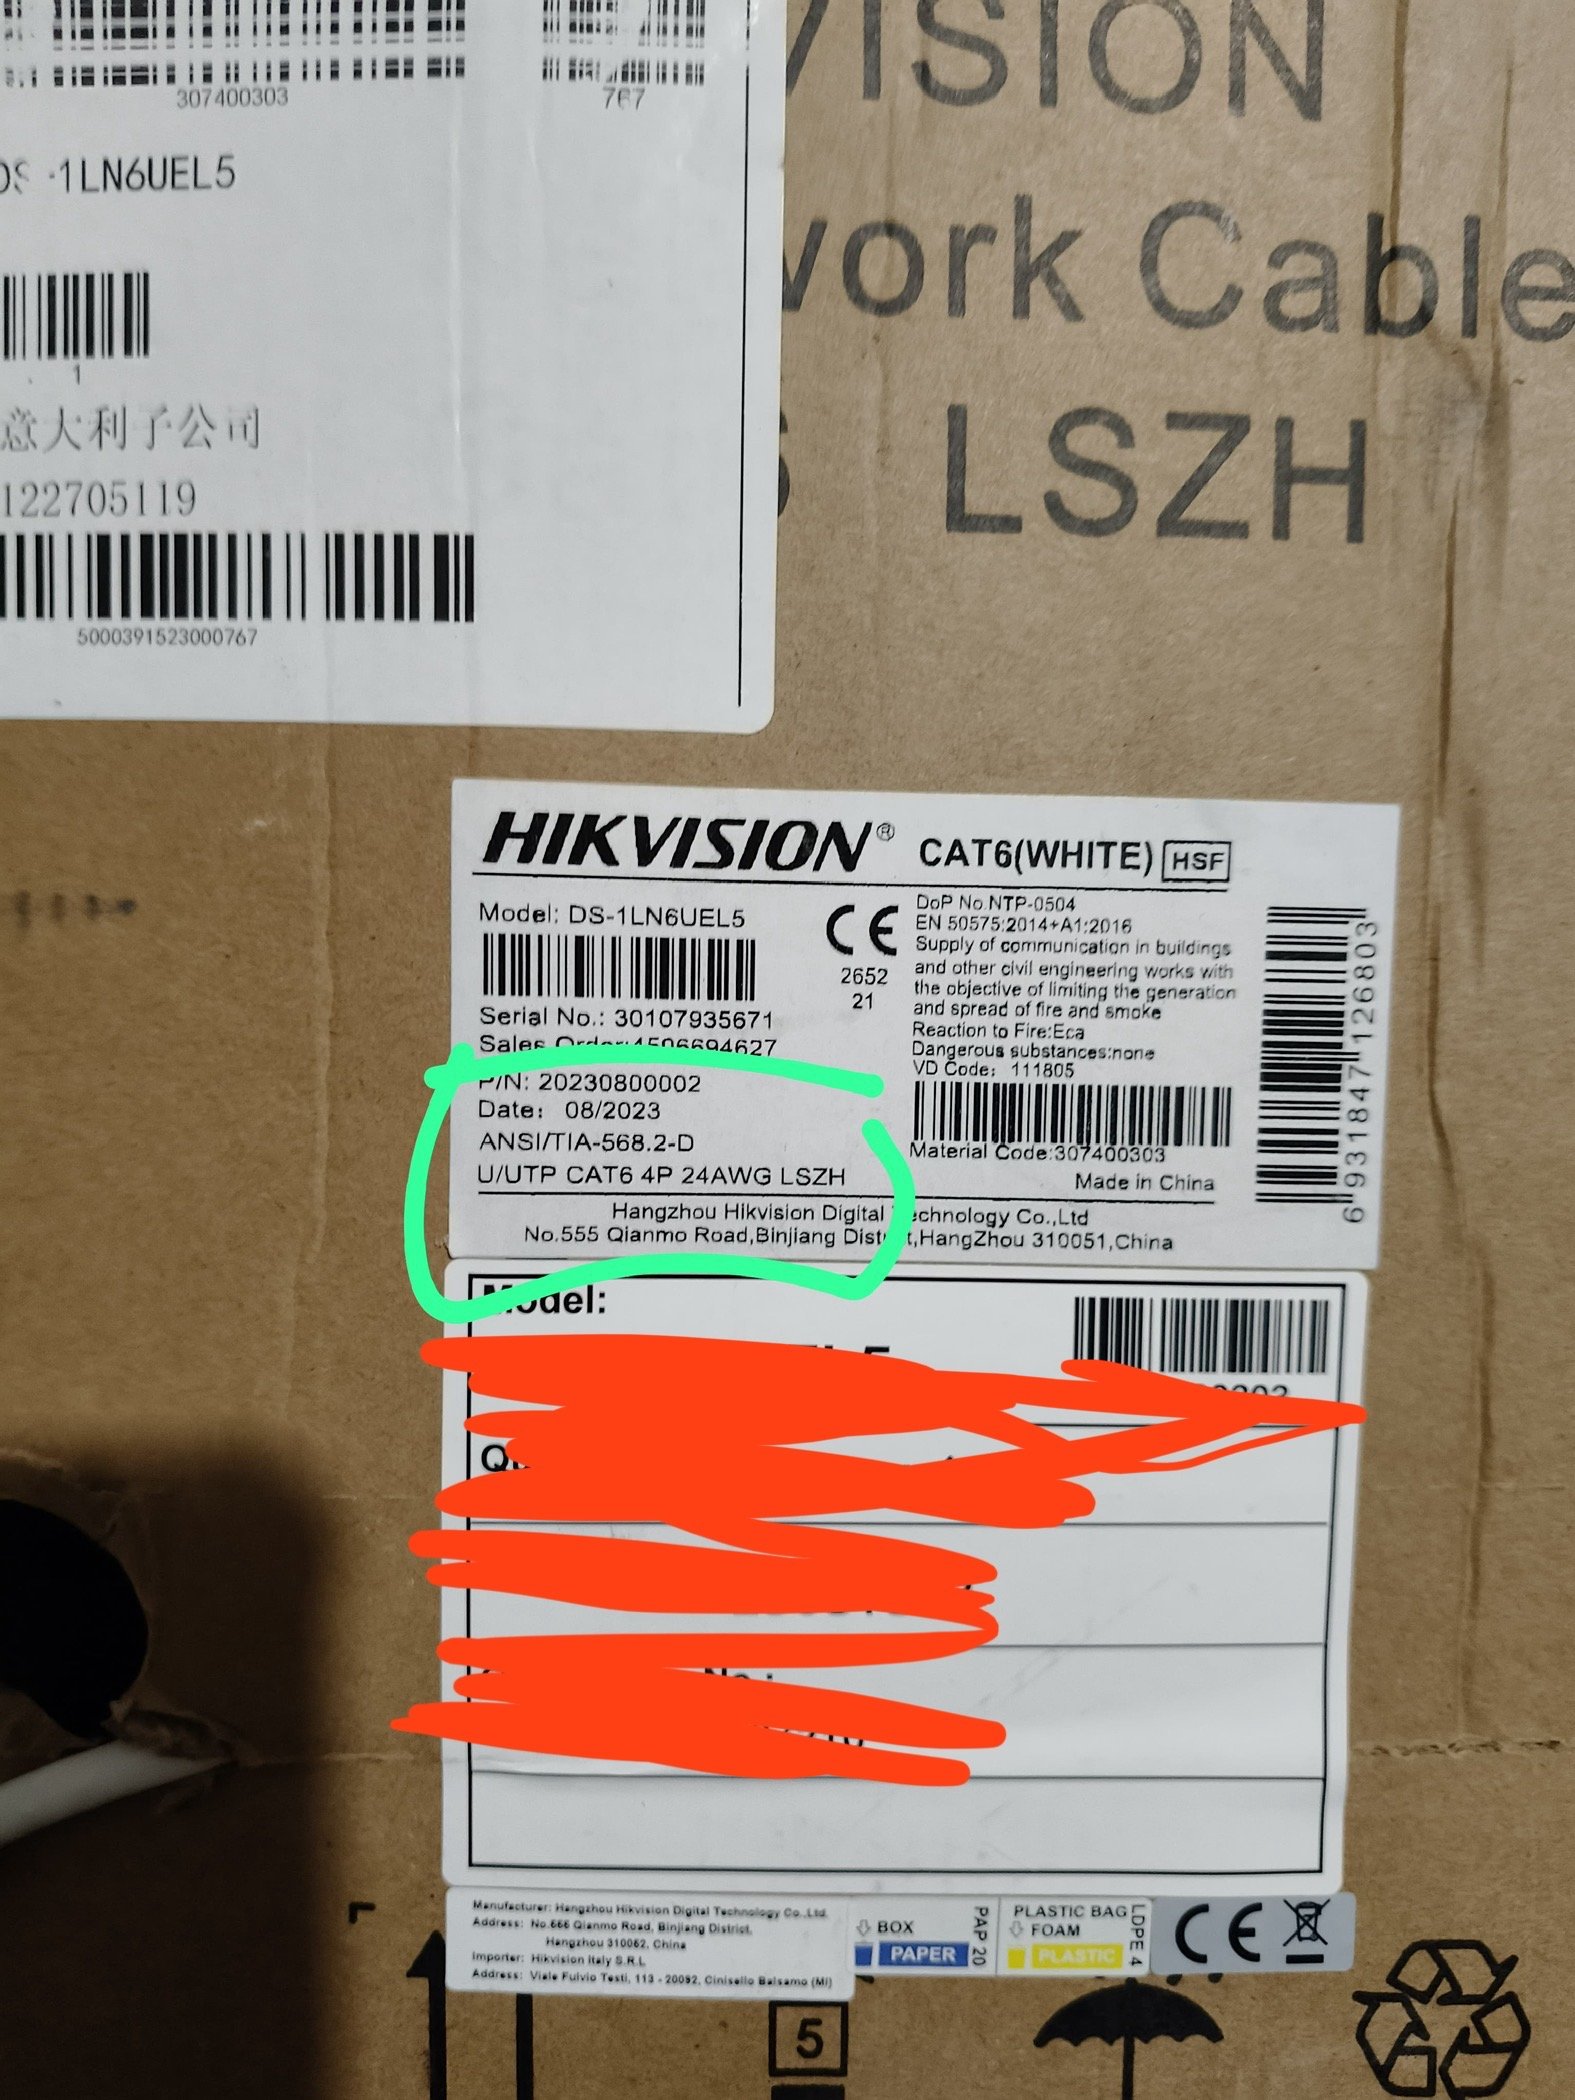 307400303
767
-1LN6UEL5
1
意大利子公司
122705119
5000391523000767
VISION
work Cable
LSZH
HIKVISION® CAT6(WHITE) HSF
Model: DS-1LN6UEL5
Serial No.: 30107935671
Sales Order:4506694627
P/N: 20230800002
Date: 08/2023
ANSI/TIA-568.2-D
U/UTP CAT6 4P 24AWG LSZH
CE
2652
21
DoP No.NTP-0504
EN 50575:2014+A1:2016
Supply of communication in buildings
and other civil engineering works with
the objective of limiting the generation
and spread of fire and smoke
Reaction to Fire:Eca
Dangerous substances:none
VD Code: 111805
Material Code:307400303
Made in China
6931847126803
Hangzhou Hikvision Digital Technology Co.,Ltd
No.555 Qianmo Road,Binjiang District,HangZhou 310051,China
Model:
Manufacturer: Hangzhou Hikvision Digital Technology Co.,Ltd.
Address: No.555 Qianmo Road, Binjiang District,
Hangzhou 310052, China
Importer: Hikvision Italy S.R.L
Address: Viale Fulvio Testi, 113 - 20092, Cinisello Balsamo (MI)
BOX
PAPER
PAP 20
PLASTIC BAG
FOAM
PLASTIC
LDPE 4
CE
5